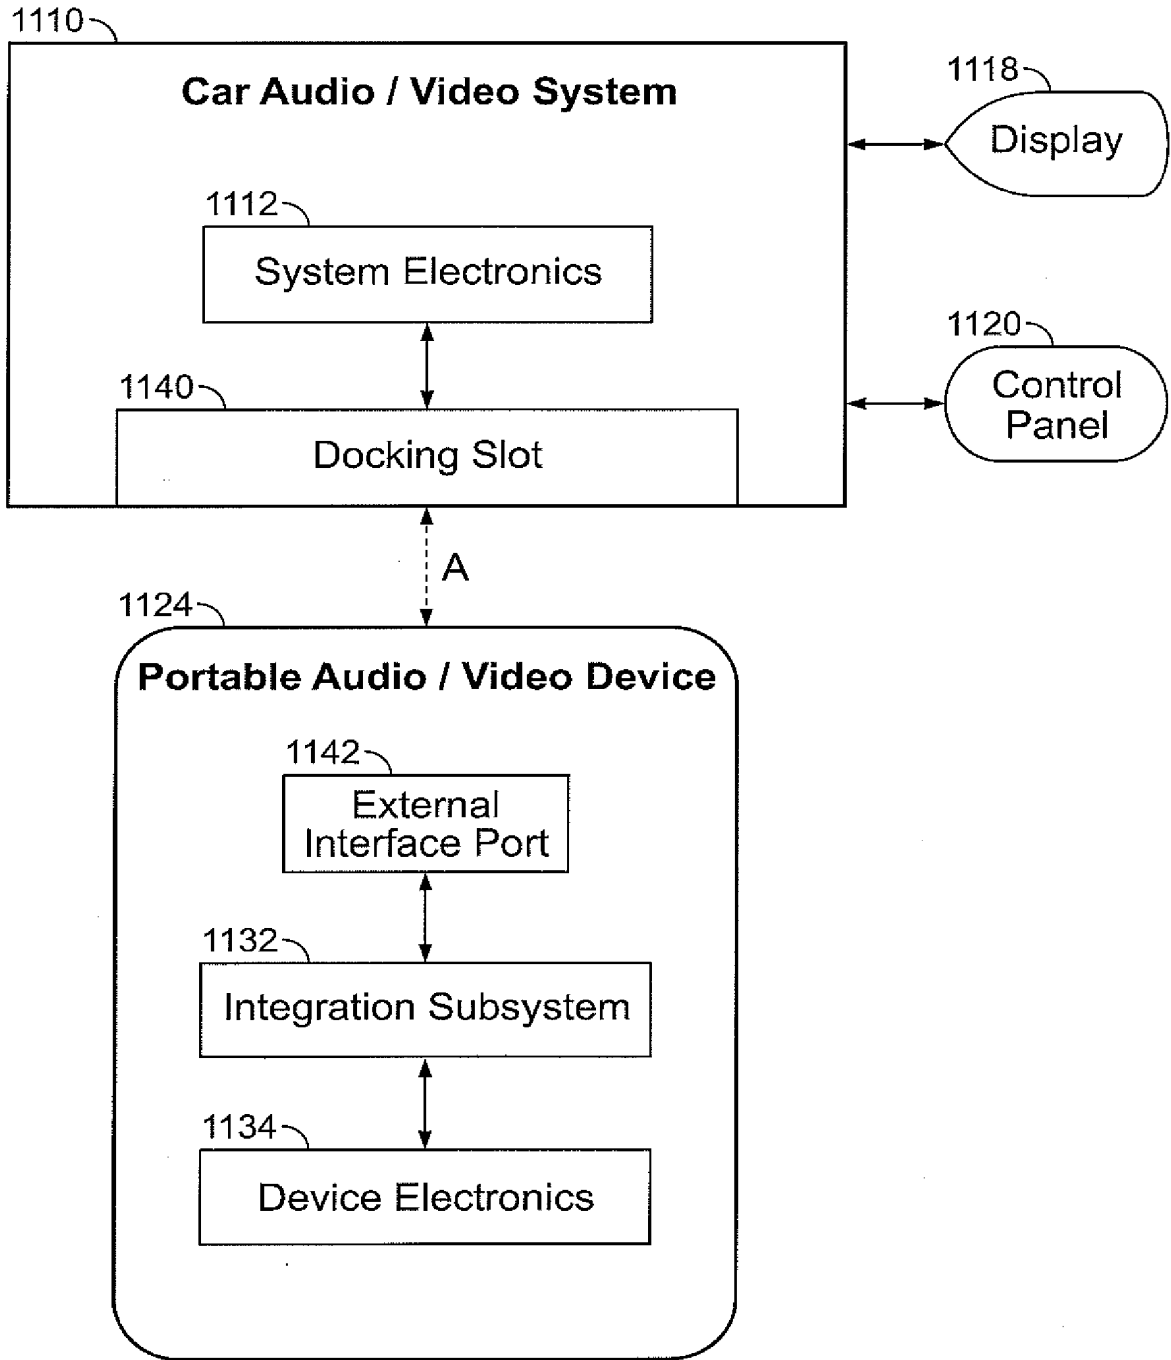 1110
Car Audio / Video System
1118
Display
1112
System Electronics
1120
Control
Panel
1140
Docking Slot
A
1124
Portable Audio / Video Device
1142
External
Interface Port
1132
Integration Subsystem
1134
Device Electronics